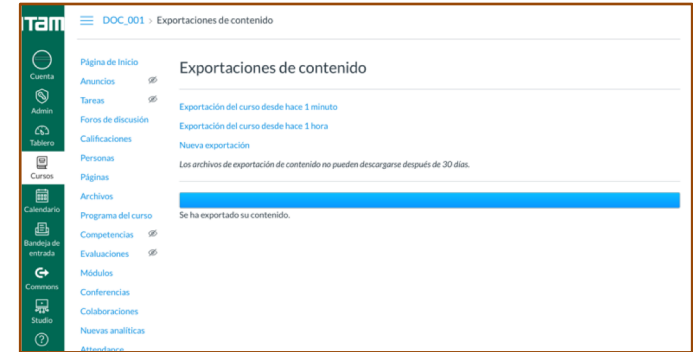 ITam
DOC_001 > Exportaciones de contenido
Cuenta
Admin
Tablero
Cursos
Calendario
Bandeja de
entrada
Commons
Studio
Página de Inicio
Anuncios
Tareas
Foros de discusión
Calificaciones
Personas
Páginas
Archivos
Programa del curso
Competencias
Evaluaciones
Módulos
Conferencias
Colaboraciones
Nuevas analíticas
Attendance
Exportaciones de contenido
Exportación del curso desde hace 1 minuto
Exportación del curso desde hace 1 hora
Nueva exportación
Los archivos de exportación de contenido no pueden descargarse después de 30 días.
Se ha exportado su contenido.